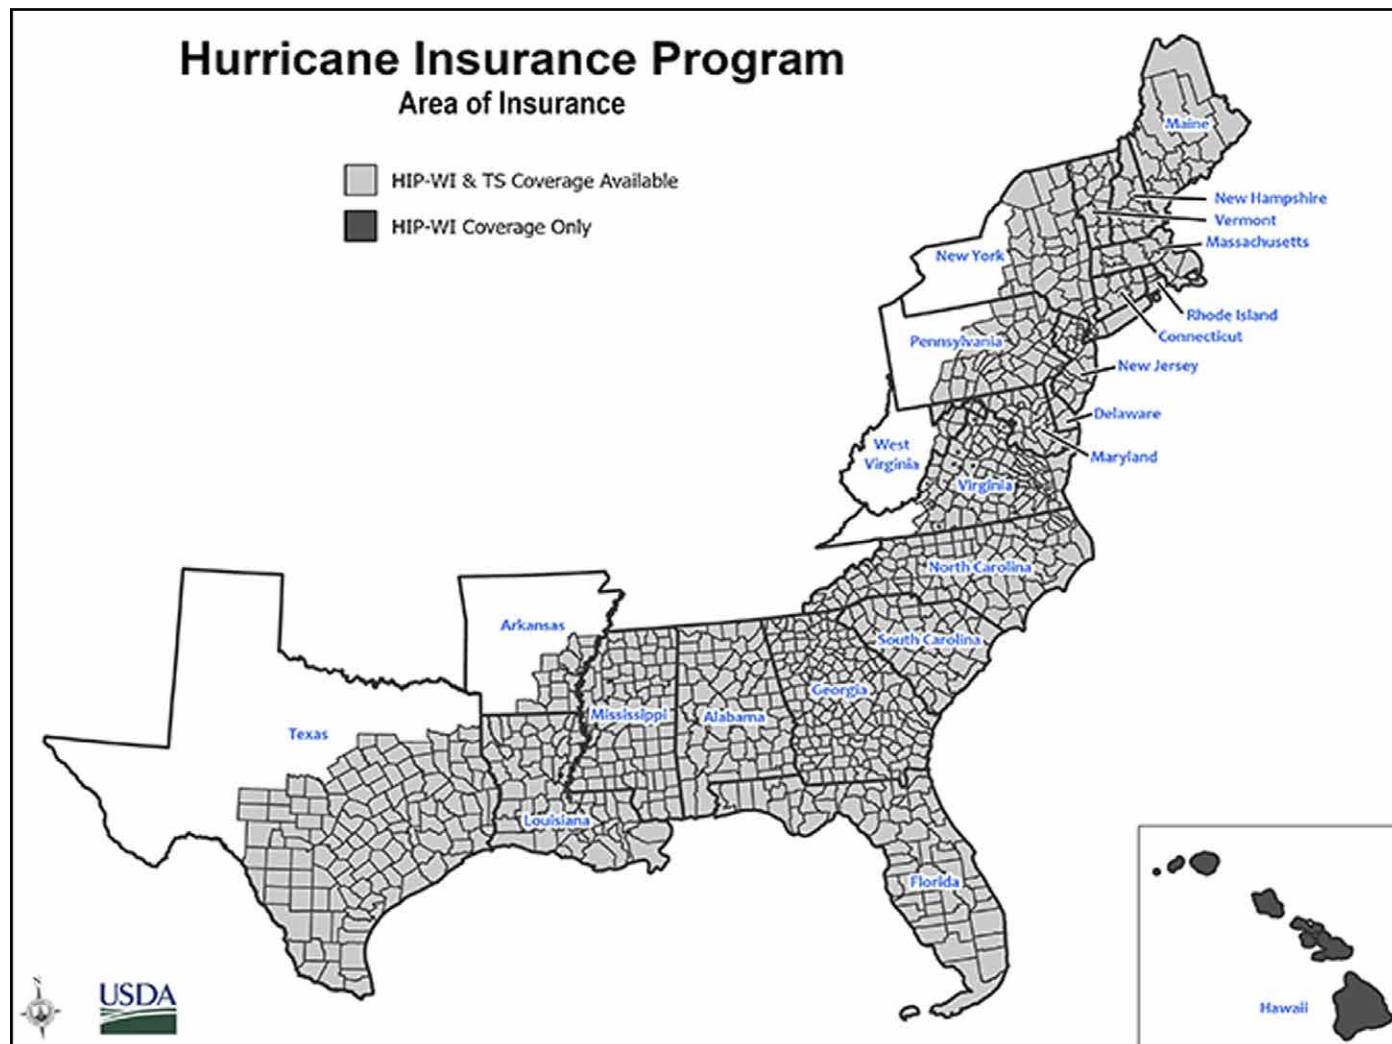 Hurricane Insurance Program
Area of Insurance
HIP-WI & TS Coverage Available
HIP-WI Coverage Only
Maine
New Hampshire
Vermont
Massachusetts
New York
Rhode Island
Connecticut
Pennsylvania
New Jersey
Delaware
West
Virginia
Maryland
Virginia
North Carolina
Arkansas
South Carolina
Georgia
Mississippi
Alabama
Texas
Louisiana
Florida
N
USDA
Hawaii